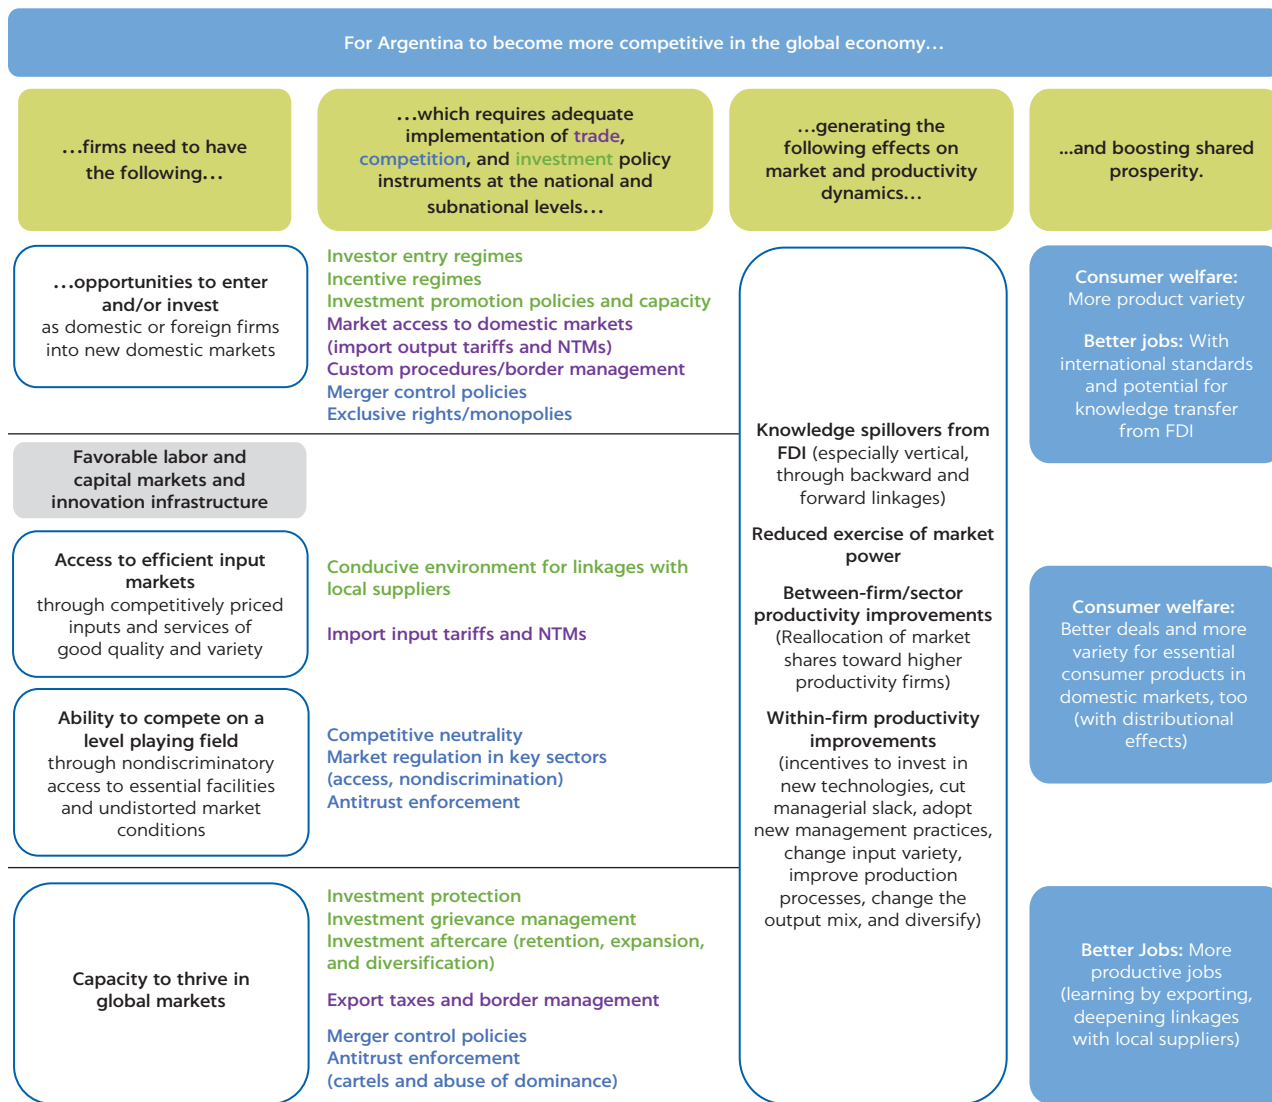 For Argentina to become more competitive in the global economy…
…firms need to have
the following…
…which requires adequate
implementation of trade,
competition, and investment policy
instruments at the national and
subnational levels…
…generating the
following effects on
market and productivity
dynamics…
...and boosting shared
prosperity.
…opportunities to enter
and/or invest
as domestic or foreign firms
into new domestic markets
Investor entry regimes
Incentive regimes
Investment promotion policies and capacity
Market access to domestic markets
(import output tariffs and NTMs)
Custom procedures/border management
Merger control policies
Exclusive rights/monopolies
Favorable labor and
capital markets and
innovation infrastructure
Access to efficient input
markets
through competitively priced
inputs and services of
good quality and variety
Conducive environment for linkages with
local suppliers
Import input tariffs and NTMs
Ability to compete on a
level playing field
through nondiscriminatory
access to essential facilities
and undistorted market
conditions
Competitive neutrality
Market regulation in key sectors
(access, nondiscrimination)
Antitrust enforcement
Capacity to thrive in
global markets
Investment protection
Investment grievance management
Investment aftercare (retention, expansion,
and diversification)
Export taxes and border management
Merger control policies
Antitrust enforcement
(cartels and abuse of dominance)
Knowledge spillovers from
FDI (especially vertical,
through backward and
forward linkages)
Reduced exercise of market
power
Between-firm/sector
productivity improvements
(Reallocation of market
shares toward higher
productivity firms)
Within-firm productivity
improvements
(incentives to invest in
new technologies, cut
managerial slack, adopt
new management practices,
change input variety,
improve production
processes, change the
output mix, and diversify)
Consumer welfare:
More product variety
Better jobs: With
international standards
and potential for
knowledge transfer
from FDI
Consumer welfare:
Better deals and more
variety for essential
consumer products in
domestic markets, too
(with distributional
effects)
Better Jobs: More
productive jobs
(learning by exporting,
deepening linkages
with local suppliers)